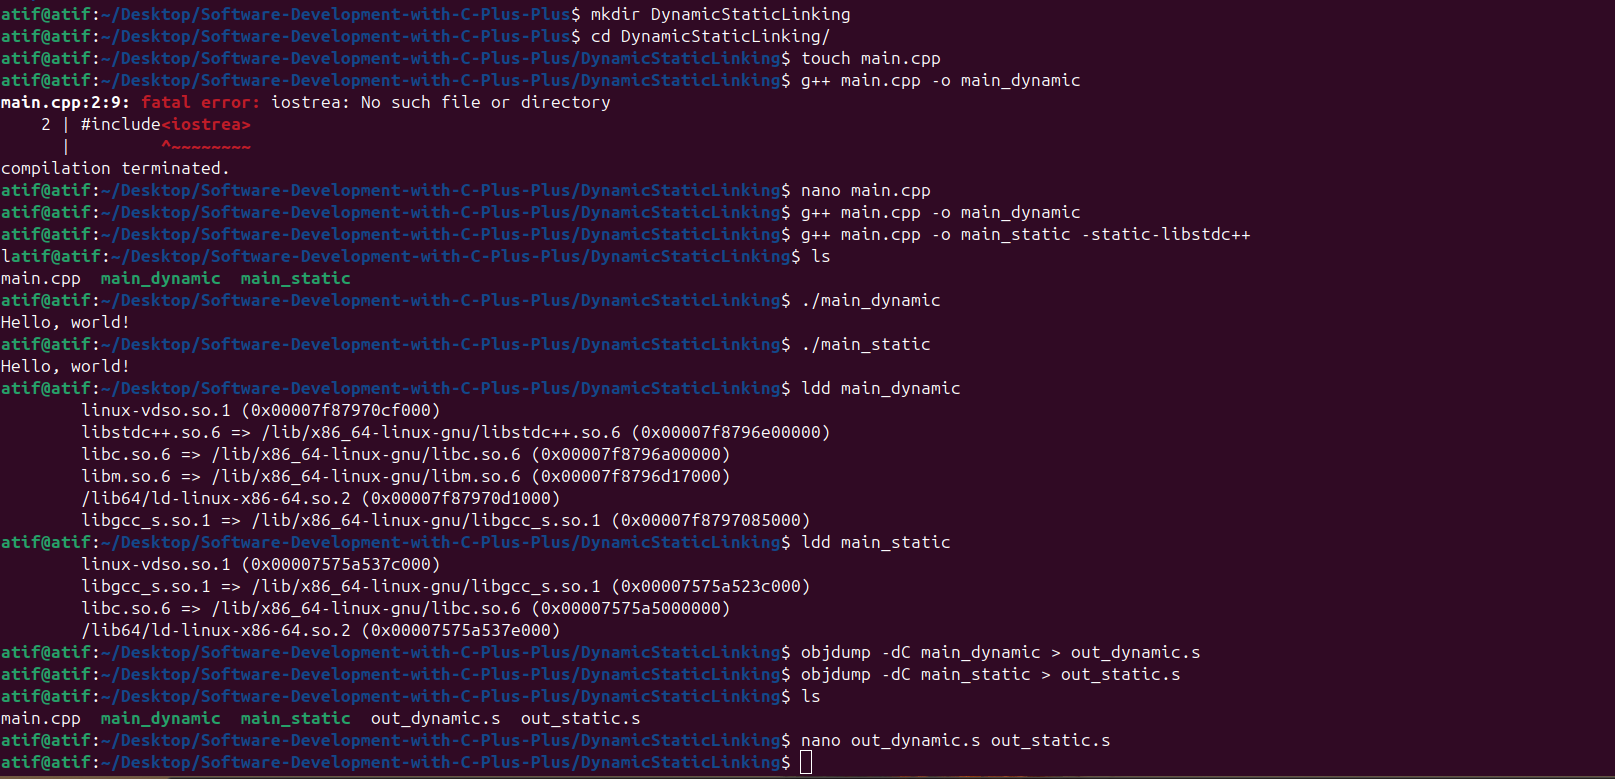 atif@atif:~/Desktop/Software-Development-with-C-Plus-Plus$ mkdir DynamicStaticLinking
atif@atif:~/Desktop/Software-Development-with-C-Plus-Plus$ cd DynamicStaticLinking/
atif@atif:~/Desktop/Software-Development-with-C-Plus-Plus/DynamicStaticLinking$ touch main.cpp
atif@atif:~/Desktop/Software-Development-with-C-Plus-Plus/DynamicStaticLinking$ g++ main.cpp -o main_dynamic
main.cpp:2:9: fatal error: iostrea: No such file or directory
    2 | #include<iostrea>
      |         ^~~~~~~~~
compilation terminated.
atif@atif:~/Desktop/Software-Development-with-C-Plus-Plus/DynamicStaticLinking$ nano main.cpp
atif@atif:~/Desktop/Software-Development-with-C-Plus-Plus/DynamicStaticLinking$ g++ main.cpp -o main_dynamic
atif@atif:~/Desktop/Software-Development-with-C-Plus-Plus/DynamicStaticLinking$ g++ main.cpp -o main_static -static-libstdc++
latif@atif:~/Desktop/Software-Development-with-C-Plus-Plus/DynamicStaticLinking$ ls
main.cpp  main_dynamic  main_static
atif@atif:~/Desktop/Software-Development-with-C-Plus-Plus/DynamicStaticLinking$ ./main_dynamic
Hello, world!
atif@atif:~/Desktop/Software-Development-with-C-Plus-Plus/DynamicStaticLinking$ ./main_static
Hello, world!
atif@atif:~/Desktop/Software-Development-with-C-Plus-Plus/DynamicStaticLinking$ ldd main_dynamic
        linux-vdso.so.1 (0x00007f87970cf000)
        libstdc++.so.6 => /lib/x86_64-linux-gnu/libstdc++.so.6 (0x00007f8796e00000)
        libc.so.6 => /lib/x86_64-linux-gnu/libc.so.6 (0x00007f8796a00000)
        libm.so.6 => /lib/x86_64-linux-gnu/libm.so.6 (0x00007f8796d17000)
        /lib64/ld-linux-x86-64.so.2 (0x00007f87970d1000)
        libgcc_s.so.1 => /lib/x86_64-linux-gnu/libgcc_s.so.1 (0x00007f8797085000)
atif@atif:~/Desktop/Software-Development-with-C-Plus-Plus/DynamicStaticLinking$ ldd main_static
        linux-vdso.so.1 (0x00007575a537c000)
        libgcc_s.so.1 => /lib/x86_64-linux-gnu/libgcc_s.so.1 (0x00007575a523c000)
        libc.so.6 => /lib/x86_64-linux-gnu/libc.so.6 (0x00007575a5000000)
        /lib64/ld-linux-x86-64.so.2 (0x00007575a537e000)
atif@atif:~/Desktop/Software-Development-with-C-Plus-Plus/DynamicStaticLinking$ objdump -dC main_dynamic > out_dynamic.s
atif@atif:~/Desktop/Software-Development-with-C-Plus-Plus/DynamicStaticLinking$ objdump -dC main_static > out_static.s
atif@atif:~/Desktop/Software-Development-with-C-Plus-Plus/DynamicStaticLinking$ ls
main.cpp  main_dynamic  main_static  out_dynamic.s  out_static.s
atif@atif:~/Desktop/Software-Development-with-C-Plus-Plus/DynamicStaticLinking$ nano out_dynamic.s out_static.s
atif@atif:~/Desktop/Software-Development-with-C-Plus-Plus/DynamicStaticLinking$